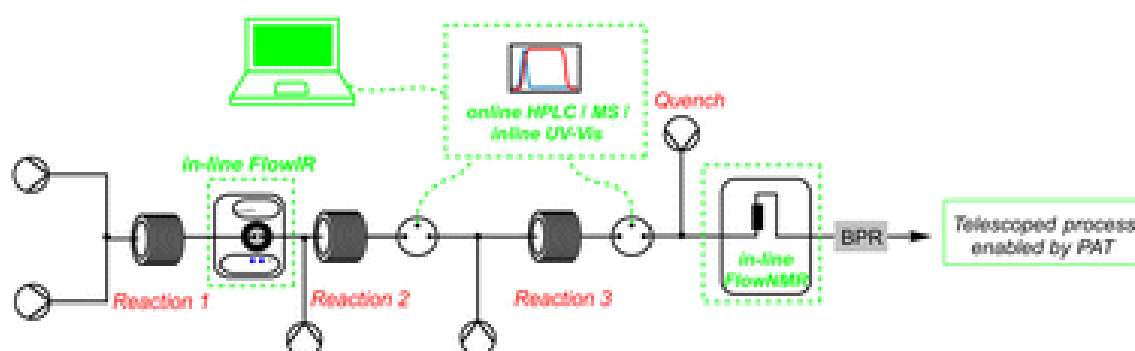 online HPLC / MS /
inline UV-Vis
Quench
in-line FlowIR
Reaction 1
Reaction 2
Reaction 3
in-line
FlowNMR
BPR
Telescoped process
enabled by PAT